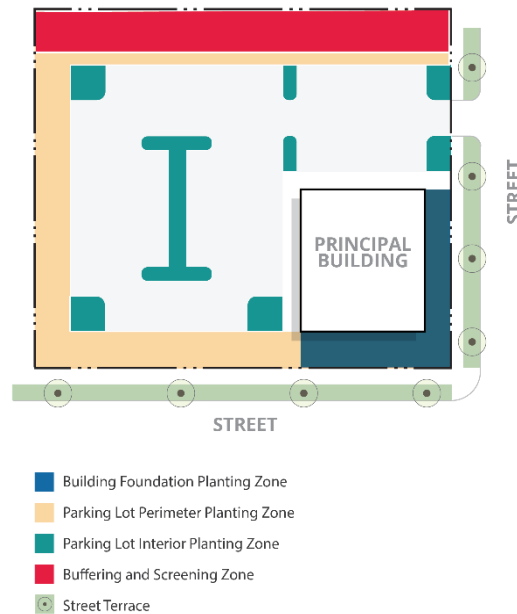 STREET
PRINCIPAL
BUILDING
STREET
Building Foundation Planting Zone
Parking Lot Perimeter Planting Zone
Parking Lot Interior Planting Zone
Buffering and Screening Zone
Street Terrace